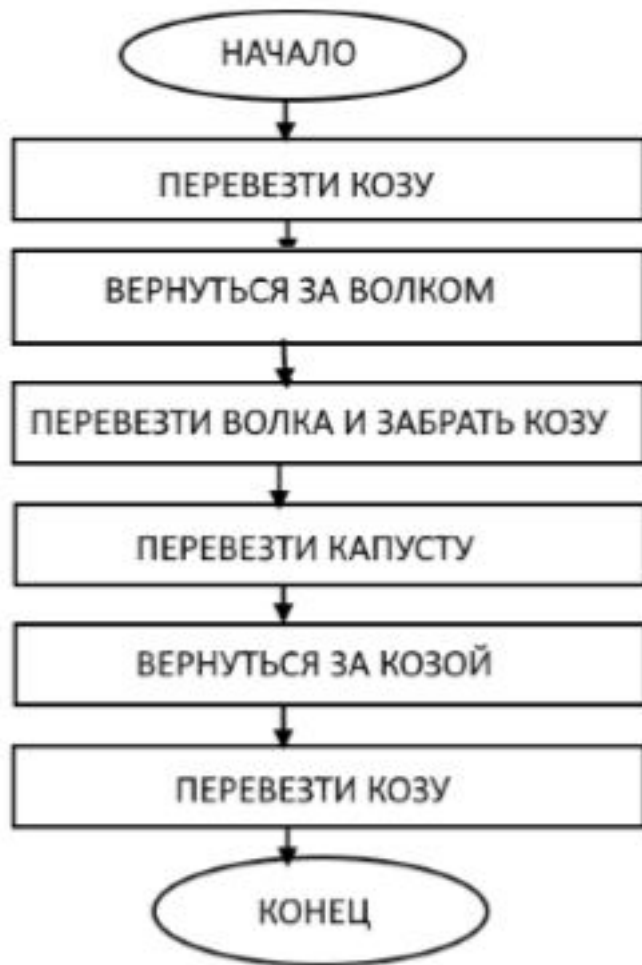 НАЧАЛО
ПЕРЕВЕЗТИ КОЗУ
ВЕРНУТЬСЯ ЗА ВОЛКОМ
ПЕРЕВЕЗТИ ВОЛКА И ЗАБРАТЬ КОЗУ
ПЕРЕВЕЗТИ КАПУСТУ
ВЕРНУТЬСЯ ЗА КОЗОЙ
ПЕРЕВЕЗТИ КОЗУ
КОНЕЦ